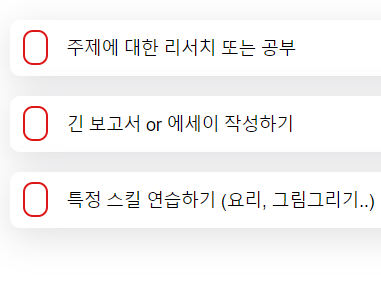 주제에 대한 리서치 또는 공부
긴 보고서 or 에세이 작성하기
특정 스킬 연습하기 (요리, 그림그리기..)